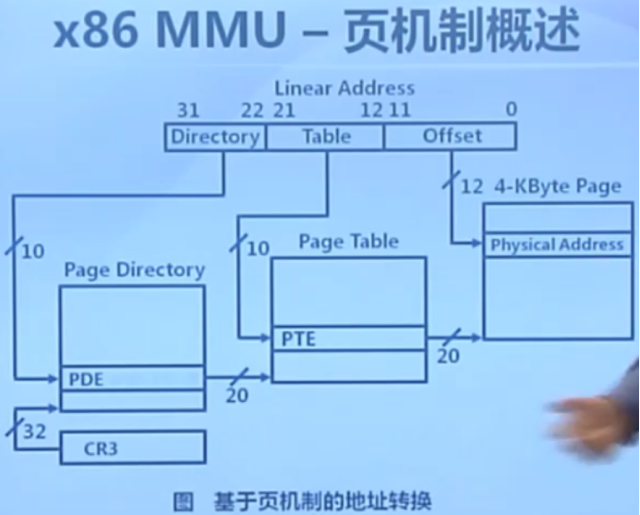 x86 MMU – 页机制概述
Linear Address
31 22 21 12 11 0
Directory Table Offset
12 4-KByte Page
10 10 Page Table Physical Address
Page Directory
PTE
20
PDE
20
32
CR3
图 基于页机制的地址转换